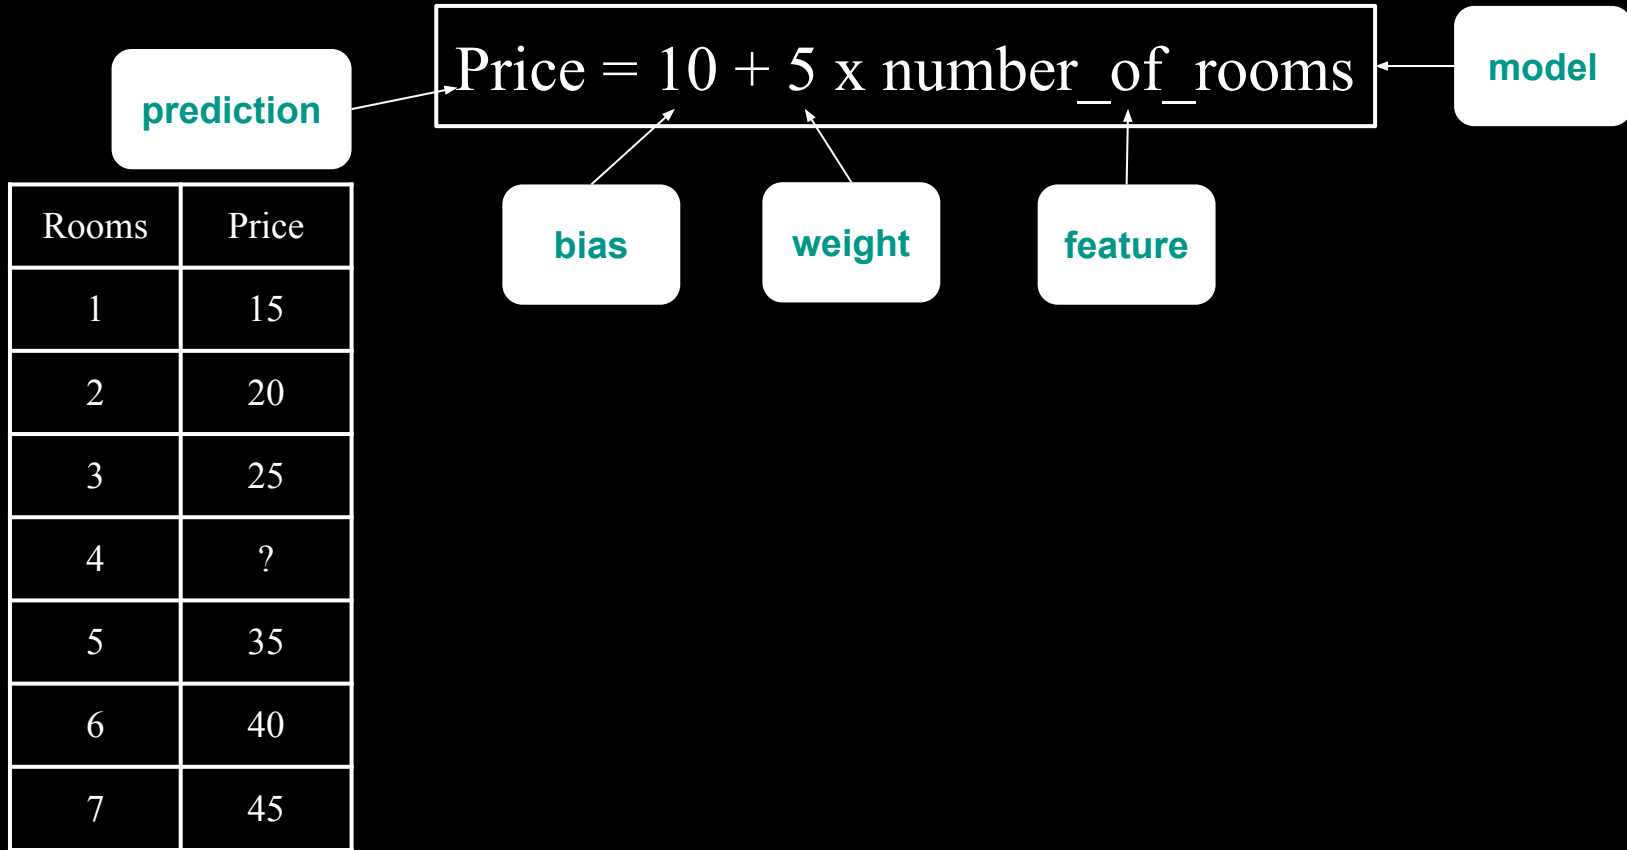 Price = 10 + 5 x number_of_rooms
model
prediction
bias
weight
feature
Rooms Price
1 15
2 20
3 25
4 ?
5 35
6 40
7 45